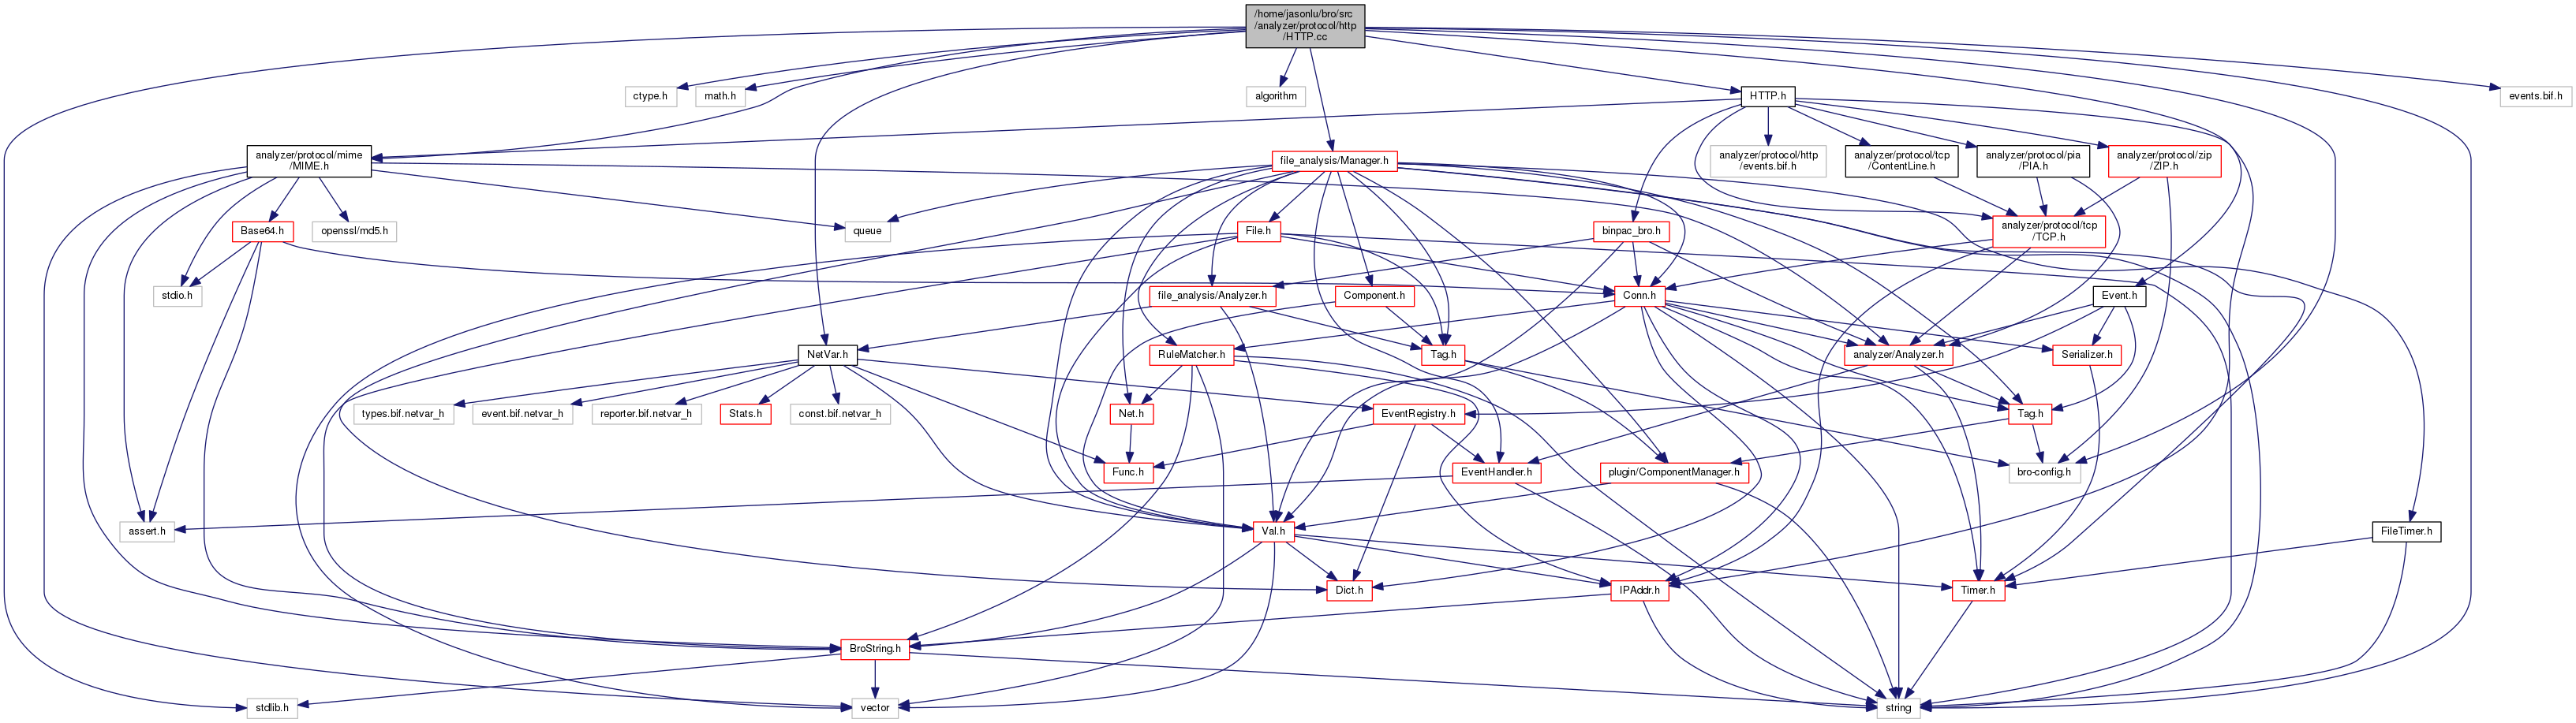 /home/jasonlu/bro/src
/analyzer/protocol/http
/HTTP.cc
ctype.h
math.h
algorithm
HTTP.h
events.bif.h
analyzer/protocol/mime
/MIME.h
file_analysis/Manager.h
analyzer/protocol/http
/events.bif.h
analyzer/protocol/tcp
/ContentLine.h
analyzer/protocol/pia
/PIA.h
analyzer/protocol/zip
/ZIP.h
Base64.h
openssl/md5.h
queue
File.h
binpac_bro.h
analyzer/protocol/tcp
/TCP.h
stdio.h
file_analysis/Analyzer.h
Component.h
Conn.h
Event.h
NetVar.h
RuleMatcher.h
Tag.h
analyzer/Analyzer.h
Serializer.h
types.bif.netvar_h
event.bif.netvar_h
reporter.bif.netvar_h
Stats.h
const.bif.netvar_h
Net.h
EventRegistry.h
Tag.h
Func.h
EventHandler.h
plugin/ComponentManager.h
bro-config.h
assert.h
Val.h
FileTimer.h
Dict.h
IPAddr.h
Timer.h
BroString.h
stdlib.h
vector
string